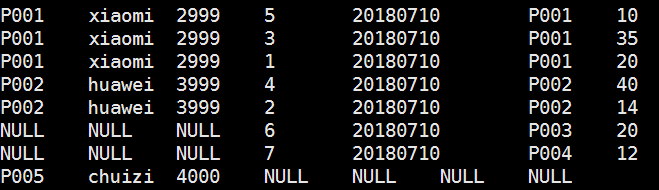 P001 xiaomi 2999 5 20180710 P001 10
P001 xiaomi 2999 3 20180710 P001 35
P001 xiaomi 2999 1 20180710 P001 20
P002 huawei 3999 4 20180710 P002 40
P002 huawei 3999 2 20180710 P002 14
NULL NULL NULL 6 20180710 P003 20
NULL NULL NULL 7 20180710 P004 12
P005 chuizi 4000 NULL NULL NULL NULL